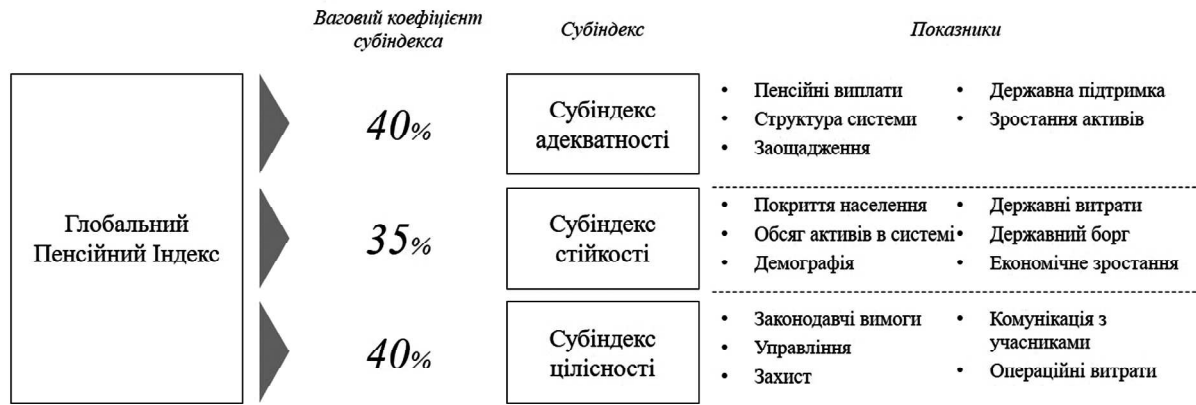 Ваговий коефіцієнт
субіндекса
Субіндекс
Показники
Глобальний
Пенсійний Індекс
40%
Субіндекс
адекватності
• Пенсійні виплати
• Структура системи
• Заощадження
• Державна підтримка
• Зростання активів
35%
Субіндекс
стійкості
• Покриття населення
• Обсяг активів в системі
• Демографія
• Державні витрати
• Державний борг
• Економічне зростання
40%
Субіндекс
цілісності
• Законодавчі вимоги
• Управління
• Захист
• Комунікація з
учасниками
• Операційні витрати